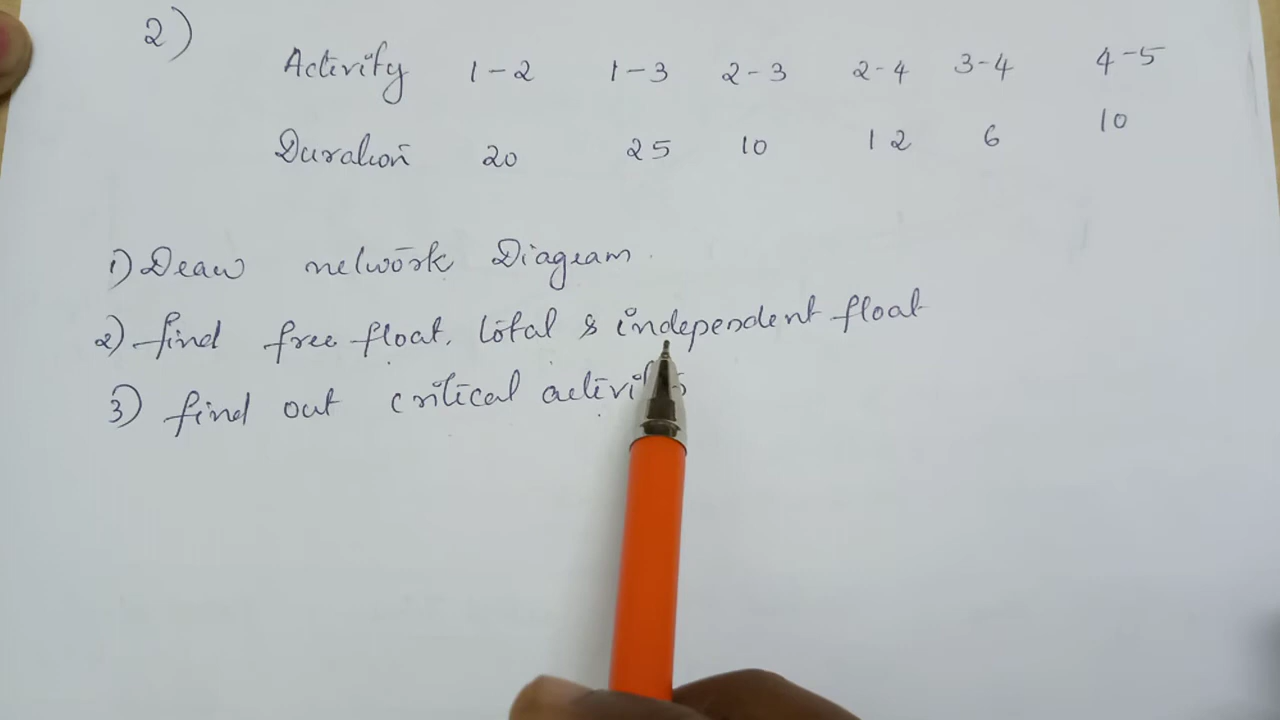 2)
Activity 1-2 1-3 2-3 2-4 3-4 4-5
Duration 20 25 10 12 6 10
1) Draw network Diagram.
2) find free float, total & independent float
3) find out critical